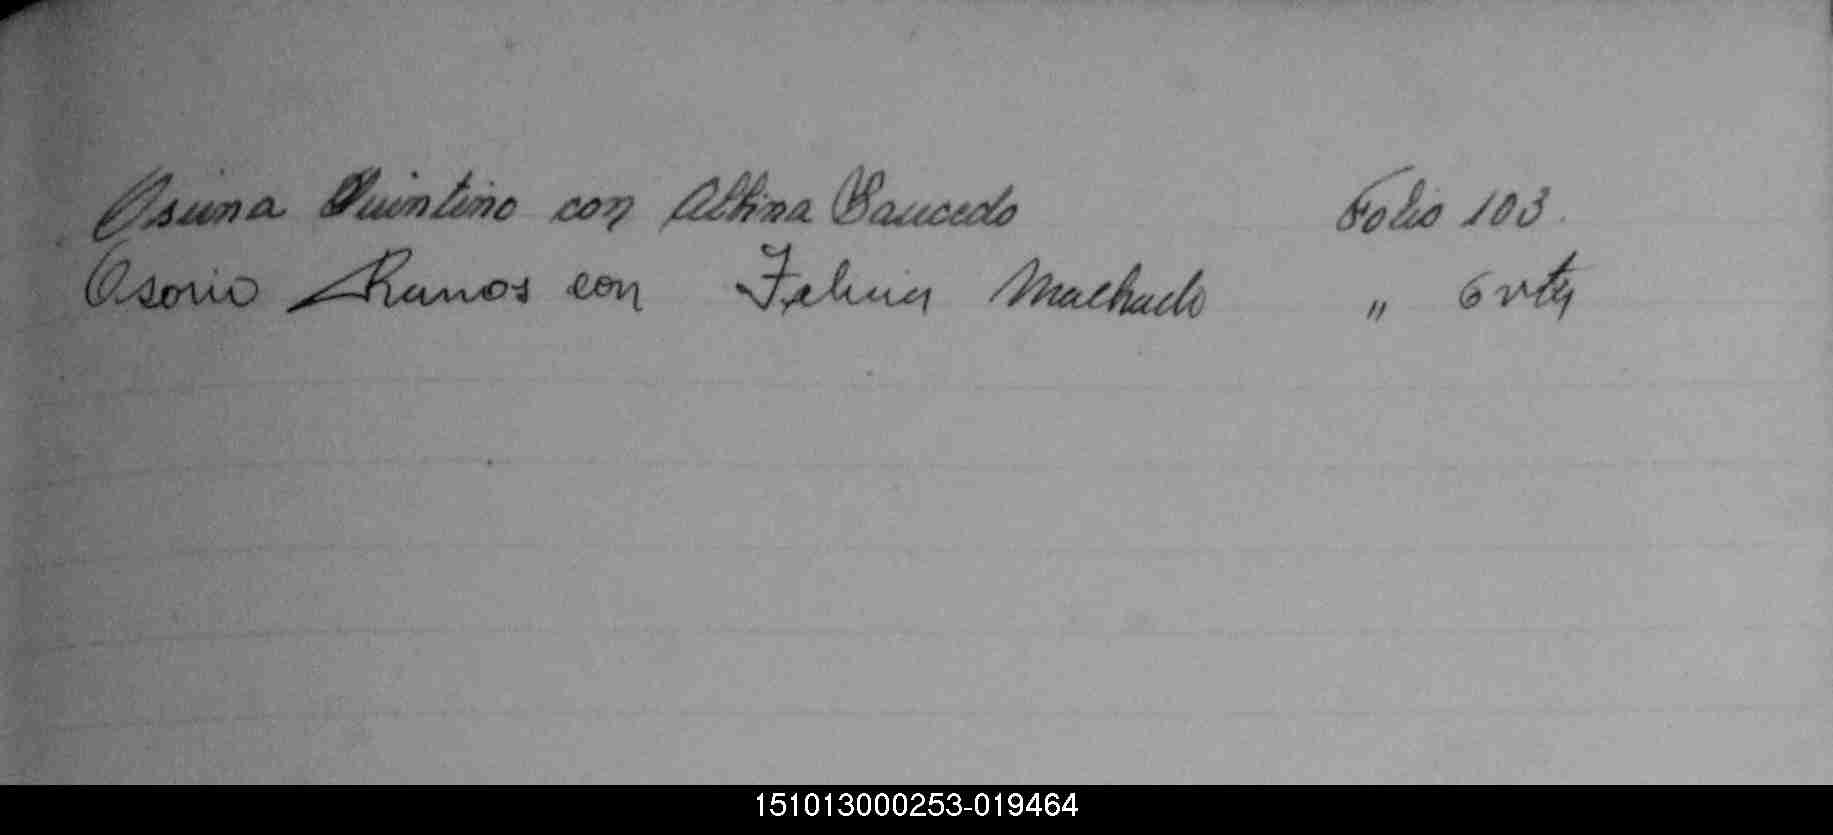 Osuna Quintino con Albina Saucedo Folio 103.
Osorio Ramos con Felicia Machado " 6 vta
151013000253-019464